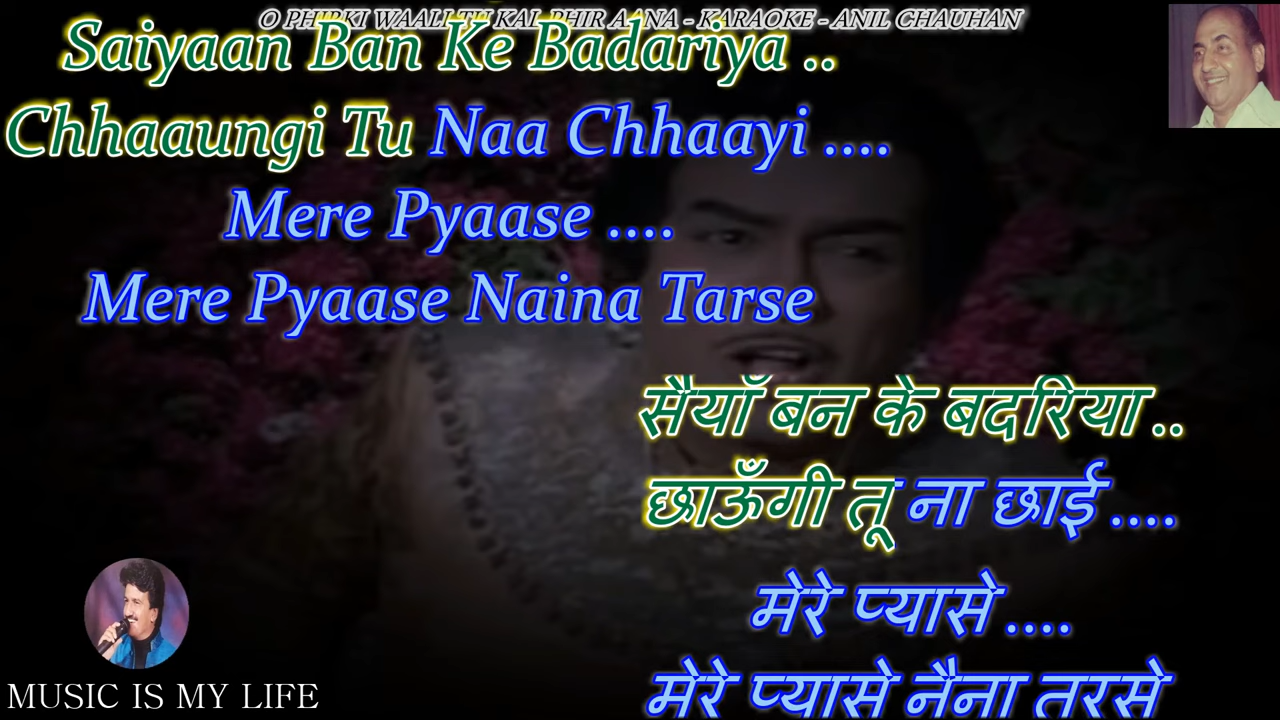 O PHIRKI WAALI TU KAL PHIR AANA - KARAOKE - ANIL CHAUHAN
Saiyaan Ban Ke Badariya ..
Chhaaungi Tu Naa Chhaayi ....
Mere Pyaase ....
Mere Pyaase Naina Tarse
सैयाँ बन के बदरिया ..
छाऊँगी तू ना छाई ....
मेरे प्यासे ....
मेरे प्यासे नैना तरसे
MUSIC IS MY LIFE